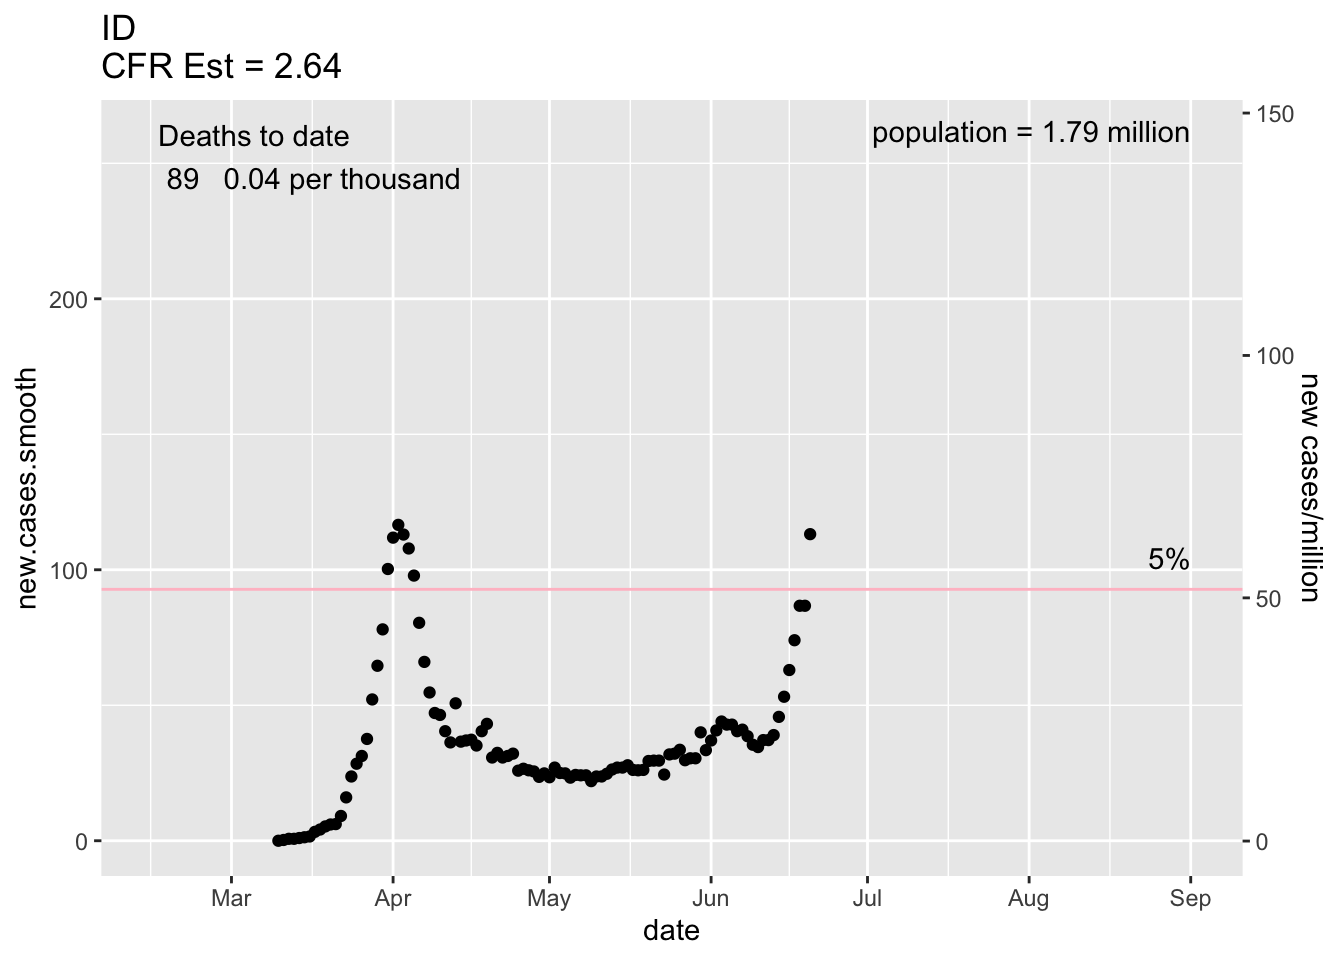 ID
CFR Est = 2.64
Deaths to date
89 0.04 per thousand
population = 1.79 million
5%
new.cases.smooth
200
100
0
150
100
50
0
new cases/million
Mar Apr May Jun Jul Aug Sep
date